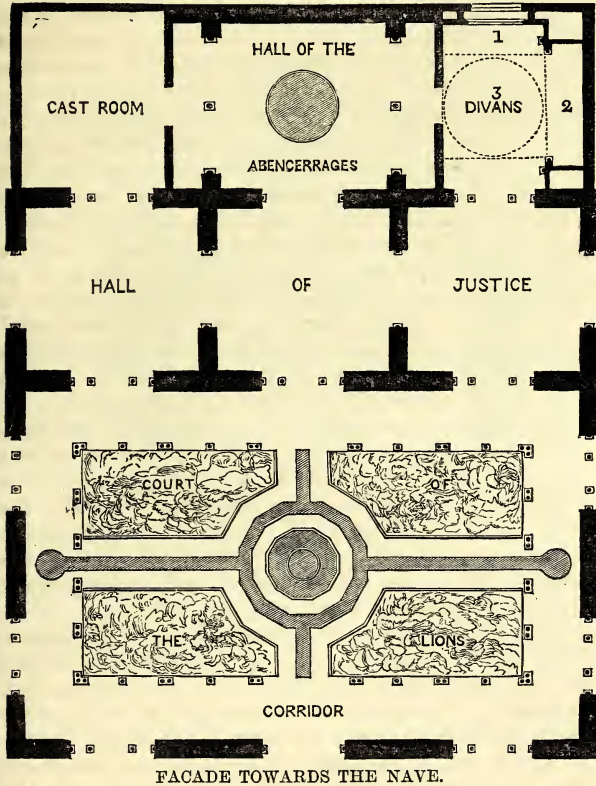 HALL OF THE
1
CAST ROOM
3
DIVANS
2
ABENCERRAGES
HALL OF JUSTICE
COURT OF
THE LIONS
CORRIDOR
FACADE TOWARDS THE NAVE.